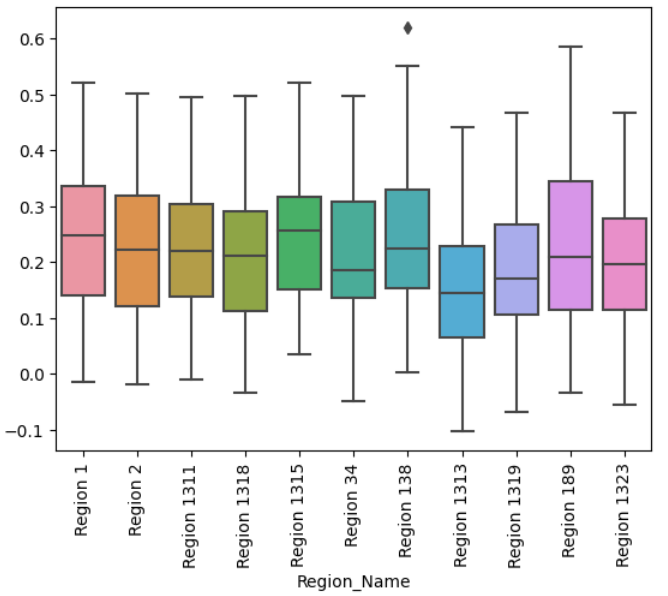 0.6
0.5
0.4
0.3
0.2
0.1
0.0
−0.1
Region 1
Region 2
Region 1311
Region 1318
Region 1315
Region 34
Region 138
Region 1313
Region 1319
Region 189
Region 1323
Region_Name